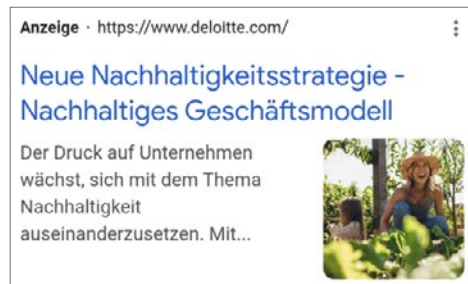 Anzeige · https://www.deloitte.com/
Neue Nachhaltigkeitsstrategie -
Nachhaltiges Geschäftsmodell
Der Druck auf Unternehmen
wächst, sich mit dem Thema
Nachhaltigkeit
auseinanderzusetzen. Mit...